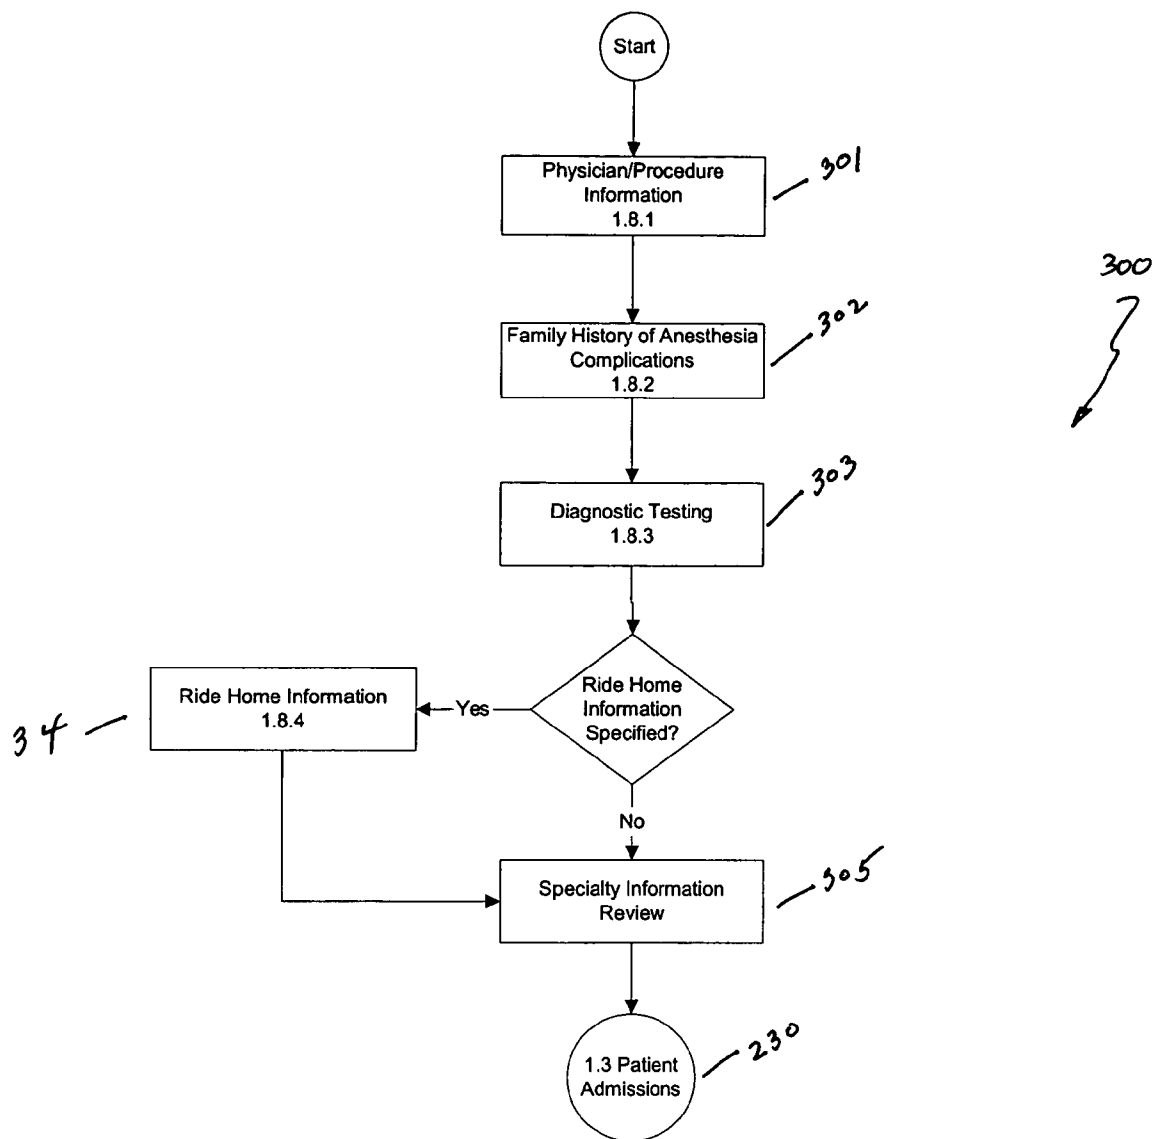 Start
Physician/Procedure
Information
1.8.1
301
300
Family History of Anesthesia
Complications
1.8.2
302
Diagnostic Testing
1.8.3
303
Ride Home
Information
Specified?
Yes
Ride Home Information
1.8.4
34
No
Specialty Information
Review
305
1.3 Patient
Admissions
230